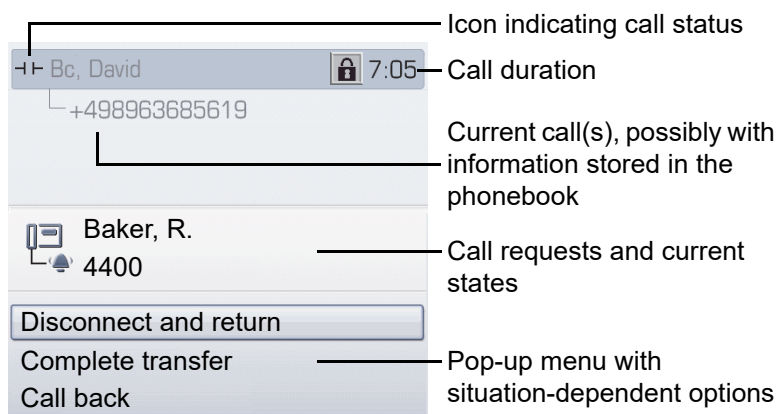 Icon indicating call status
Bc, David
7:05
Call duration
+498963685619
Current call(s), possibly with
information stored in the
phonebook
Baker, R.
4400
Call requests and current
states
Disconnect and return
Complete transfer
Call back
Pop-up menu with
situation-dependent options